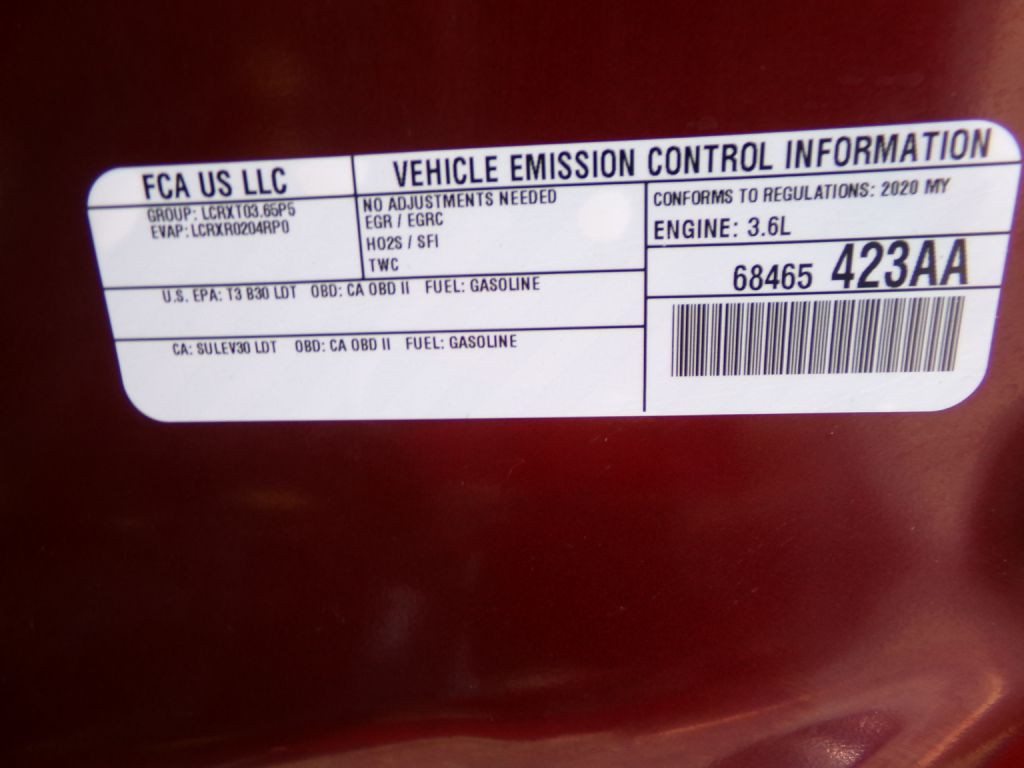 FCA US LLC
VEHICLE EMISSION CONTROL INFORMATION
GROUP: LCRXT03.65P5
EVAP: LCRXR0204RP0
NO ADJUSTMENTS NEEDED
EGR / EGRC
HO2S / SFI
TWC
CONFORMS TO REGULATIONS: 2020 MY
ENGINE: 3.6L
68465 423AA
U.S. EPA: T3 B30 LDT OBD: CA OBD II FUEL: GASOLINE
CA: SULEV30 LDT OBD: CA OBD II FUEL: GASOLINE